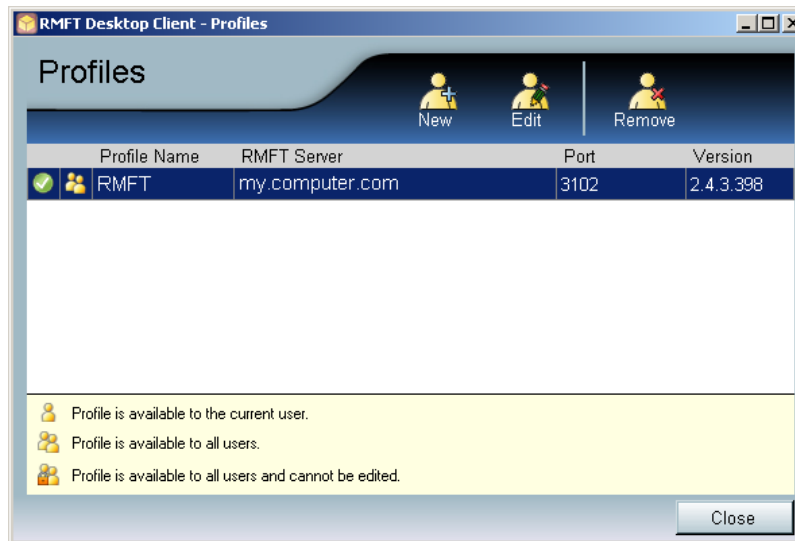 RMFT Desktop Client - Profiles
Profiles
New Edit Remove
Profile Name RMFT Server Port Version
RMFT my.computer.com 3102 2.4.3.398
Profile is available to the current user.
Profile is available to all users.
Profile is available to all users and cannot be edited.
Close